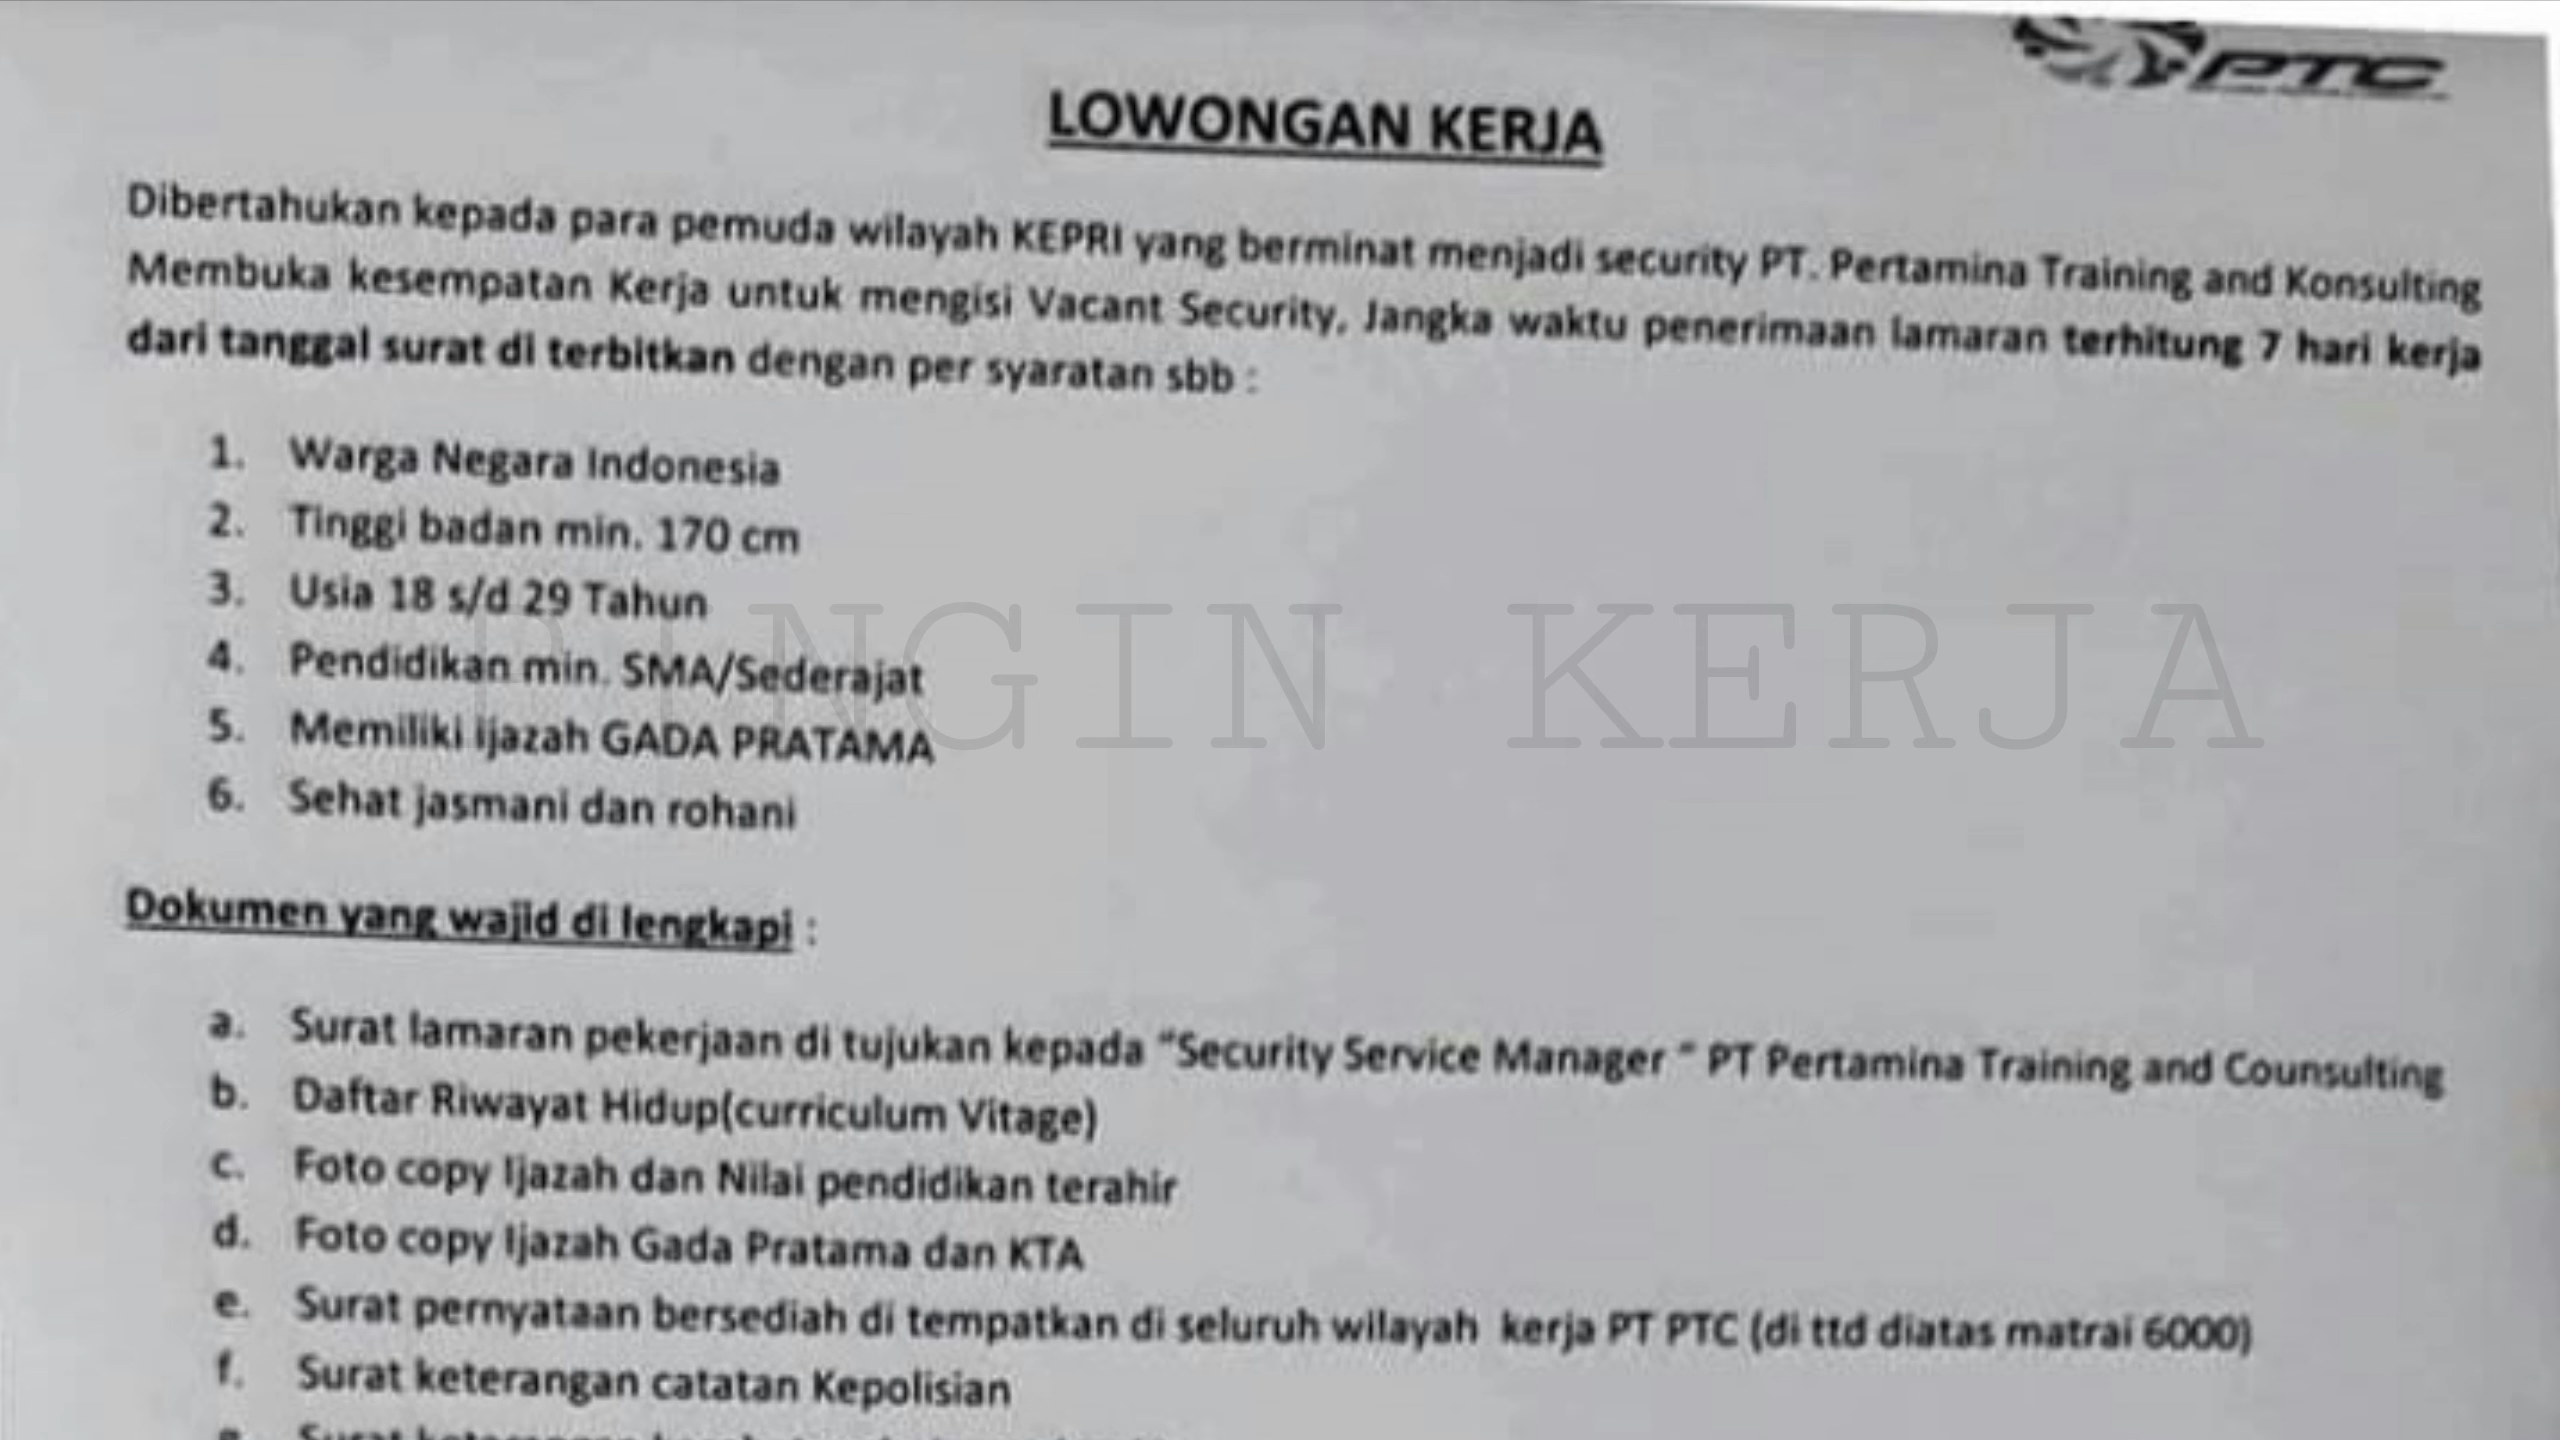 PTC
LOWONGAN KERJA
Dibertahukan kepada para pemuda wilayah KEPRI yang berminat menjadi security PT. Pertamina Training and Konsulting
Membuka kesempatan Kerja untuk mengisi Vacant Security, Jangka waktu penerimaan lamaran terhitung 7 hari kerja
dari tanggal surat di terbitkan dengan per syaratan sbb :
1. Warga Negara Indonesia
2. Tinggi badan min. 170 cm
3. Usia 18 s/d 29 Tahun
PINGIN KERJA
4. Pendidikan min. SMA/Sederajat
5. Memiliki ijazah GADA PRATAMA
6. Sehat jasmani dan rohani
Dokumen yang wajid di lengkapi :
a. Surat lamaran pekerjaan di tujukan kepada "Security Service Manager " PT Pertamina Training and Counsulting
b. Daftar Riwayat Hidup(curriculum Vitage)
c. Foto copy Ijazah dan Nilai pendidikan terahir
d. Foto copy Ijazah Gada Pratama dan KTA
e. Surat pernyataan bersediah di tempatkan di seluruh wilayah kerja PT PTC (di ttd diatas matrai 6000)
f. Surat keterangan catatan Kepolisian